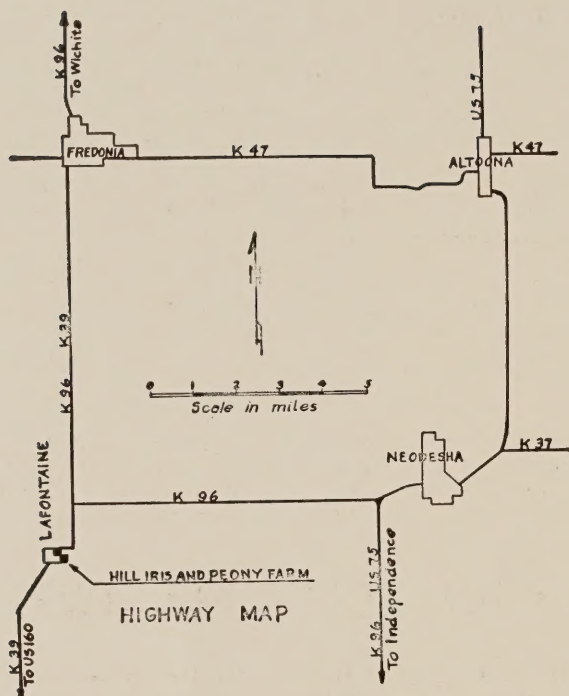 K 96
To Wichita
US 75
FREDONIA
K 47
ALTOONA
K47
K 39
K 96
0 1 2 3 4 5
Scale in miles
NEODESHA
K 37
LAFONTAINE
K 96
HILL IRIS AND PEONY FARM
HIGHWAY MAP
K 96 US 75
To Independence
K 39
To US 160